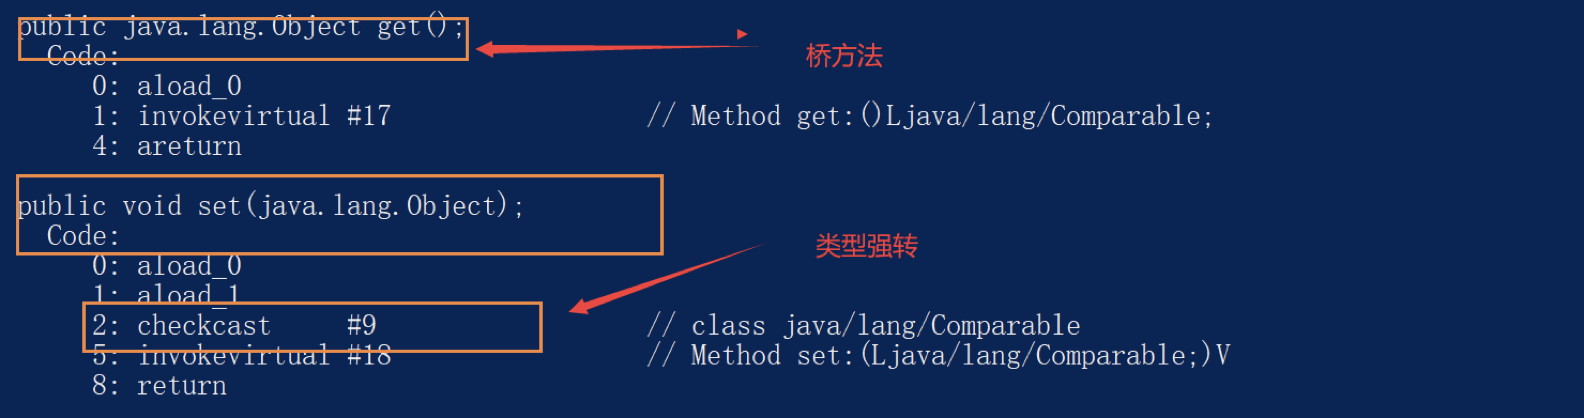 public java.lang.Object get();
桥方法
Code:
0: aload_0
1: invokevirtual #17 // Method get:()Ljava/lang/Comparable;
4: areturn
public void set(java.lang.Object);
Code:
类型强转
0: aload_0
1: aload_1
2: checkcast #9 // class java/lang/Comparable
5: invokevirtual #18 // Method set:(Ljava/lang/Comparable;)V
8: return